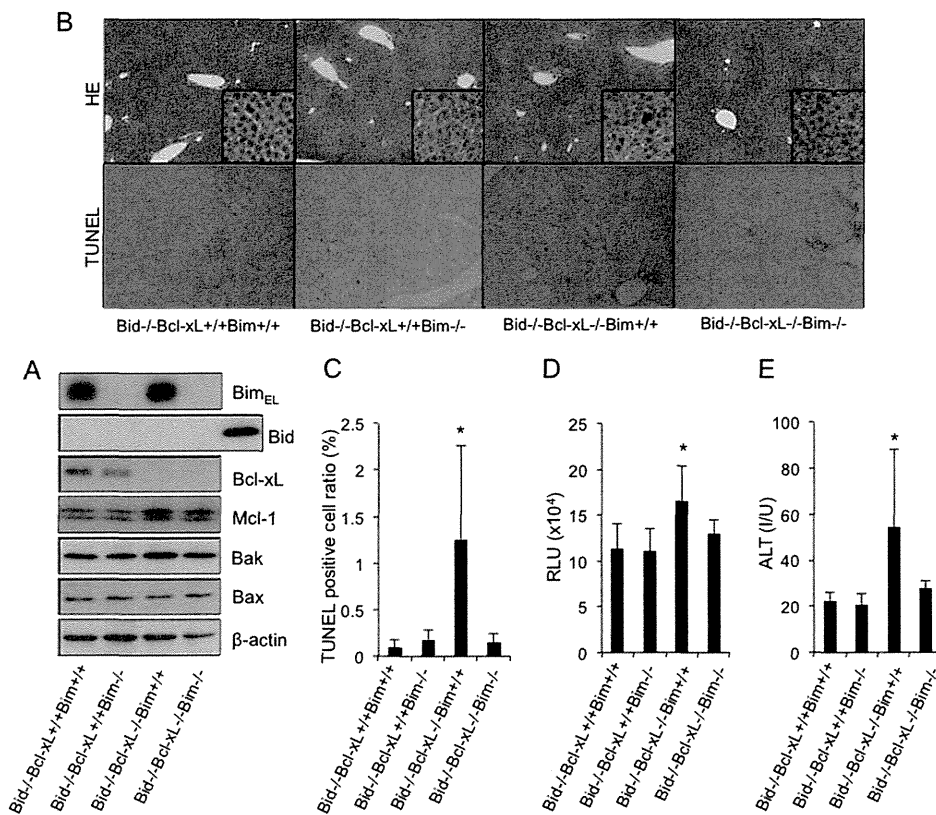 B
HE
TUNEL
Bid-/-Bcl-xL+/+Bim+/+
Bid-/-Bcl-xL+/+Bim-/-
Bid-/-Bcl-xL-/-Bim+/+
Bid-/-Bcl-xL-/-Bim-/-
A
BimEL
Bid
Bcl-xL
Mcl-1
Bak
Bax
β-actin
Bid-/-Bcl-xL+/+Bim+/+
Bid-/-Bcl-xL+/+Bim-/-
Bid-/-Bcl-xL-/-Bim+/+
Bid-/-Bcl-xL-/-Bim-/-
C
TUNEL positive cell ratio (%)
2.5
2
1.5
1
0.5
0
*
Bid-/-Bcl-xL+/+Bim+/+
Bid-/-Bcl-xL+/+Bim-/-
Bid-/-Bcl-xL-/-Bim+/+
Bid-/-Bcl-xL-/-Bim-/-
D
RLU (x10⁴)
25
20
15
10
5
0
*
Bid-/-Bcl-xL+/+Bim+/+
Bid-/-Bcl-xL+/+Bim-/-
Bid-/-Bcl-xL-/-Bim+/+
Bid-/-Bcl-xL-/-Bim-/-
E
ALT (I/U)
100
80
60
40
20
0
*
Bid-/-Bcl-xL+/+Bim+/+
Bid-/-Bcl-xL+/+Bim-/-
Bid-/-Bcl-xL-/-Bim+/+
Bid-/-Bcl-xL-/-Bim-/-